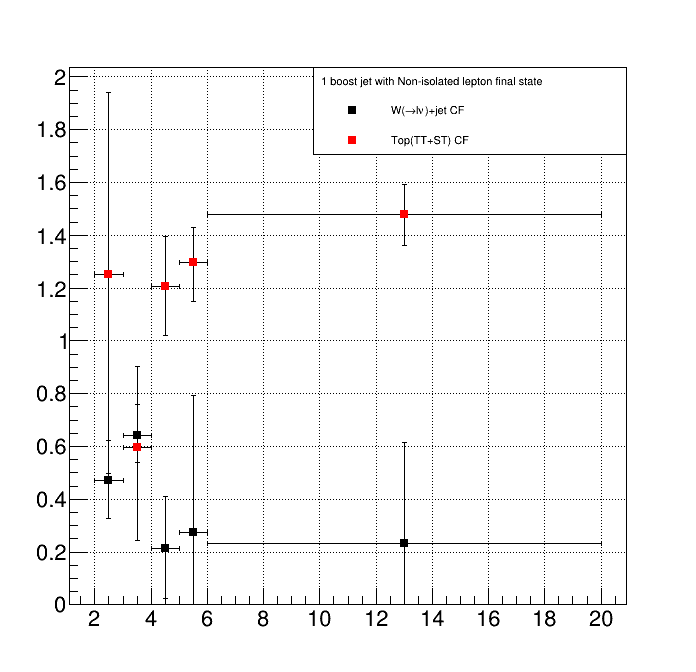 1 boost jet with Non-isolated lepton final state
W(→lν)+jet CF
Top(TT+ST) CF
2
1.8
1.6
1.4
1.2
1
0.8
0.6
0.4
0.2
0
2 4 6 8 10 12 14 16 18 20